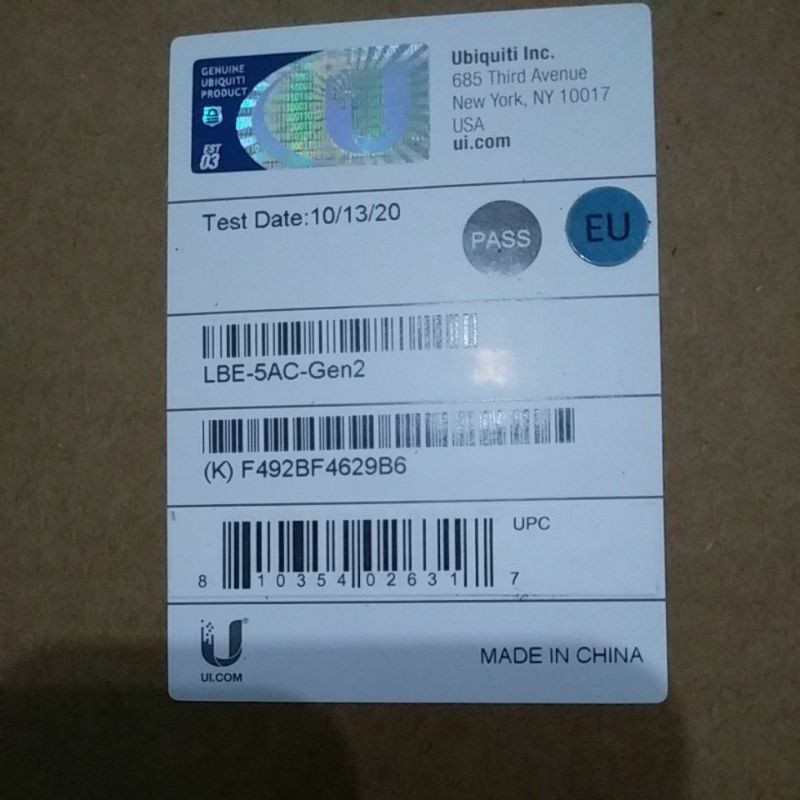 GENUINE
UBIQUITI
PRODUCT
EST
03
U
Ubiquiti Inc.
685 Third Avenue
New York, NY 10017
USA
ui.com
Test Date:10/13/20
PASS
EU
LBE-5AC-Gen2
(K) F492BF4629B6
UPC
8 10354 02631 7
U®
UI.COM
MADE IN CHINA